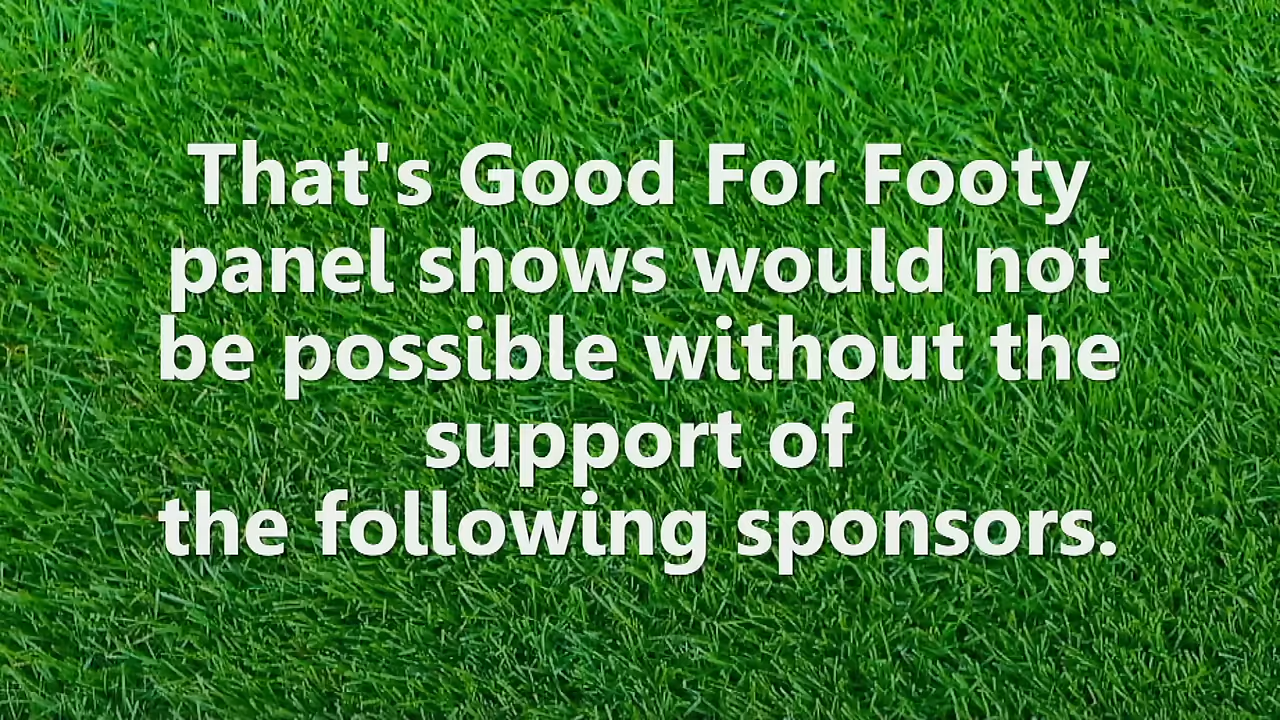 That's Good For Footy
panel shows would not
be possible without the
support of
the following sponsors.